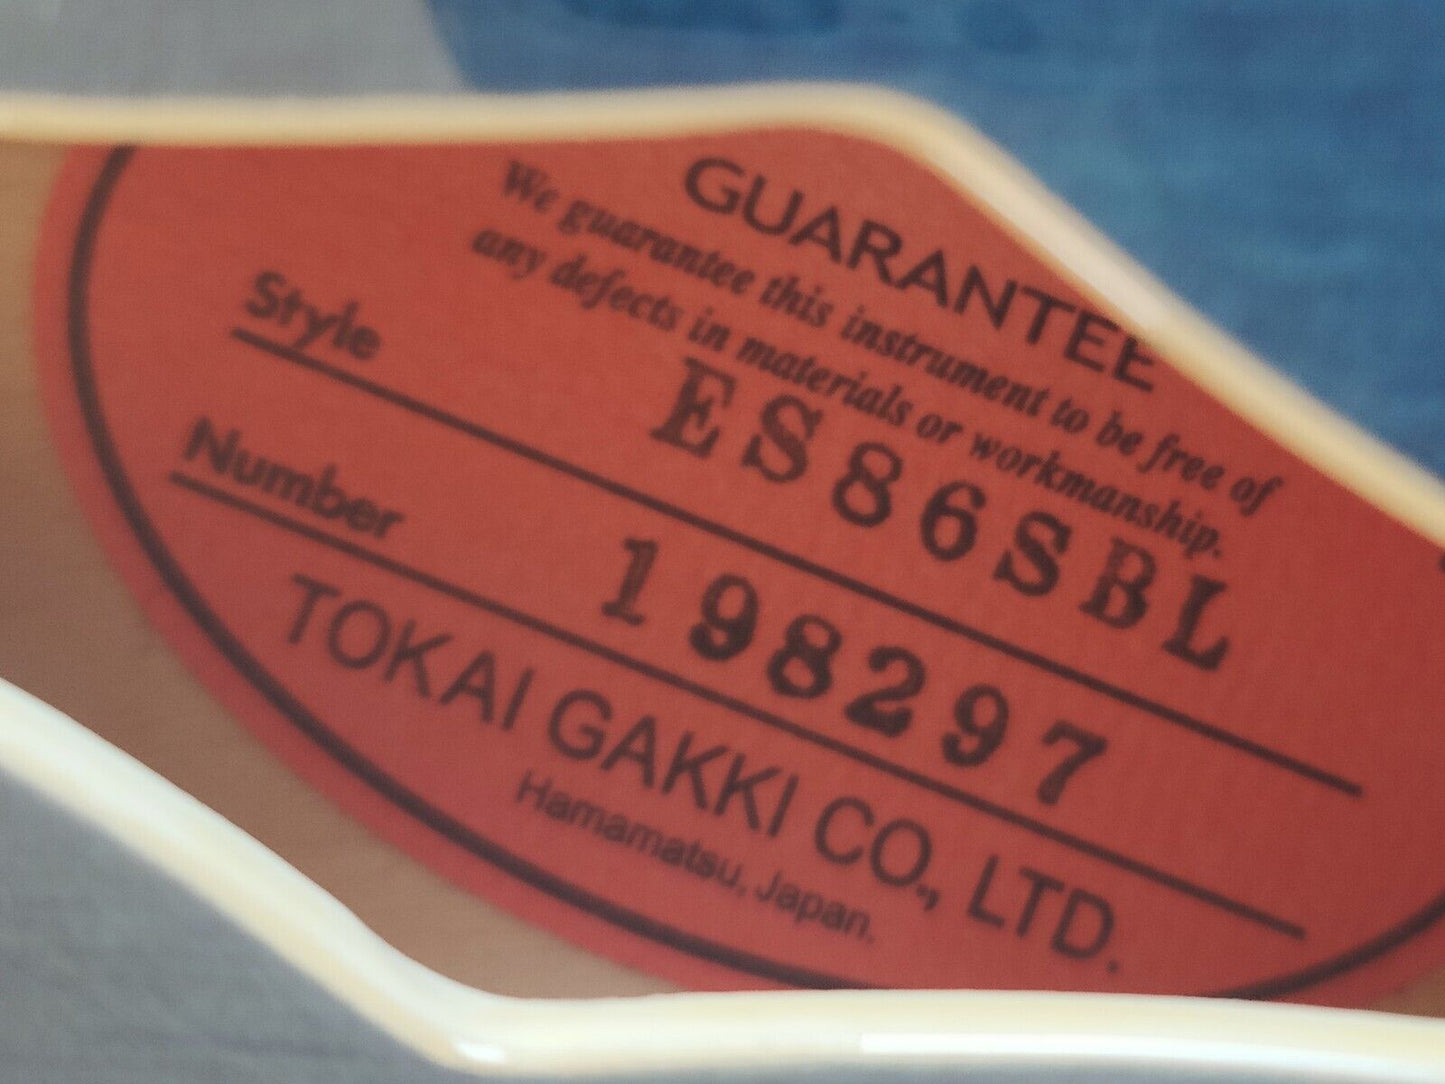 GUARANTEE
We guarantee this instrument to be free of
any defects in materials or workmanship.
Style ES86SBL
Number 198297
TOKAI GAKKI CO., LTD.
Hamamatsu, Japan.